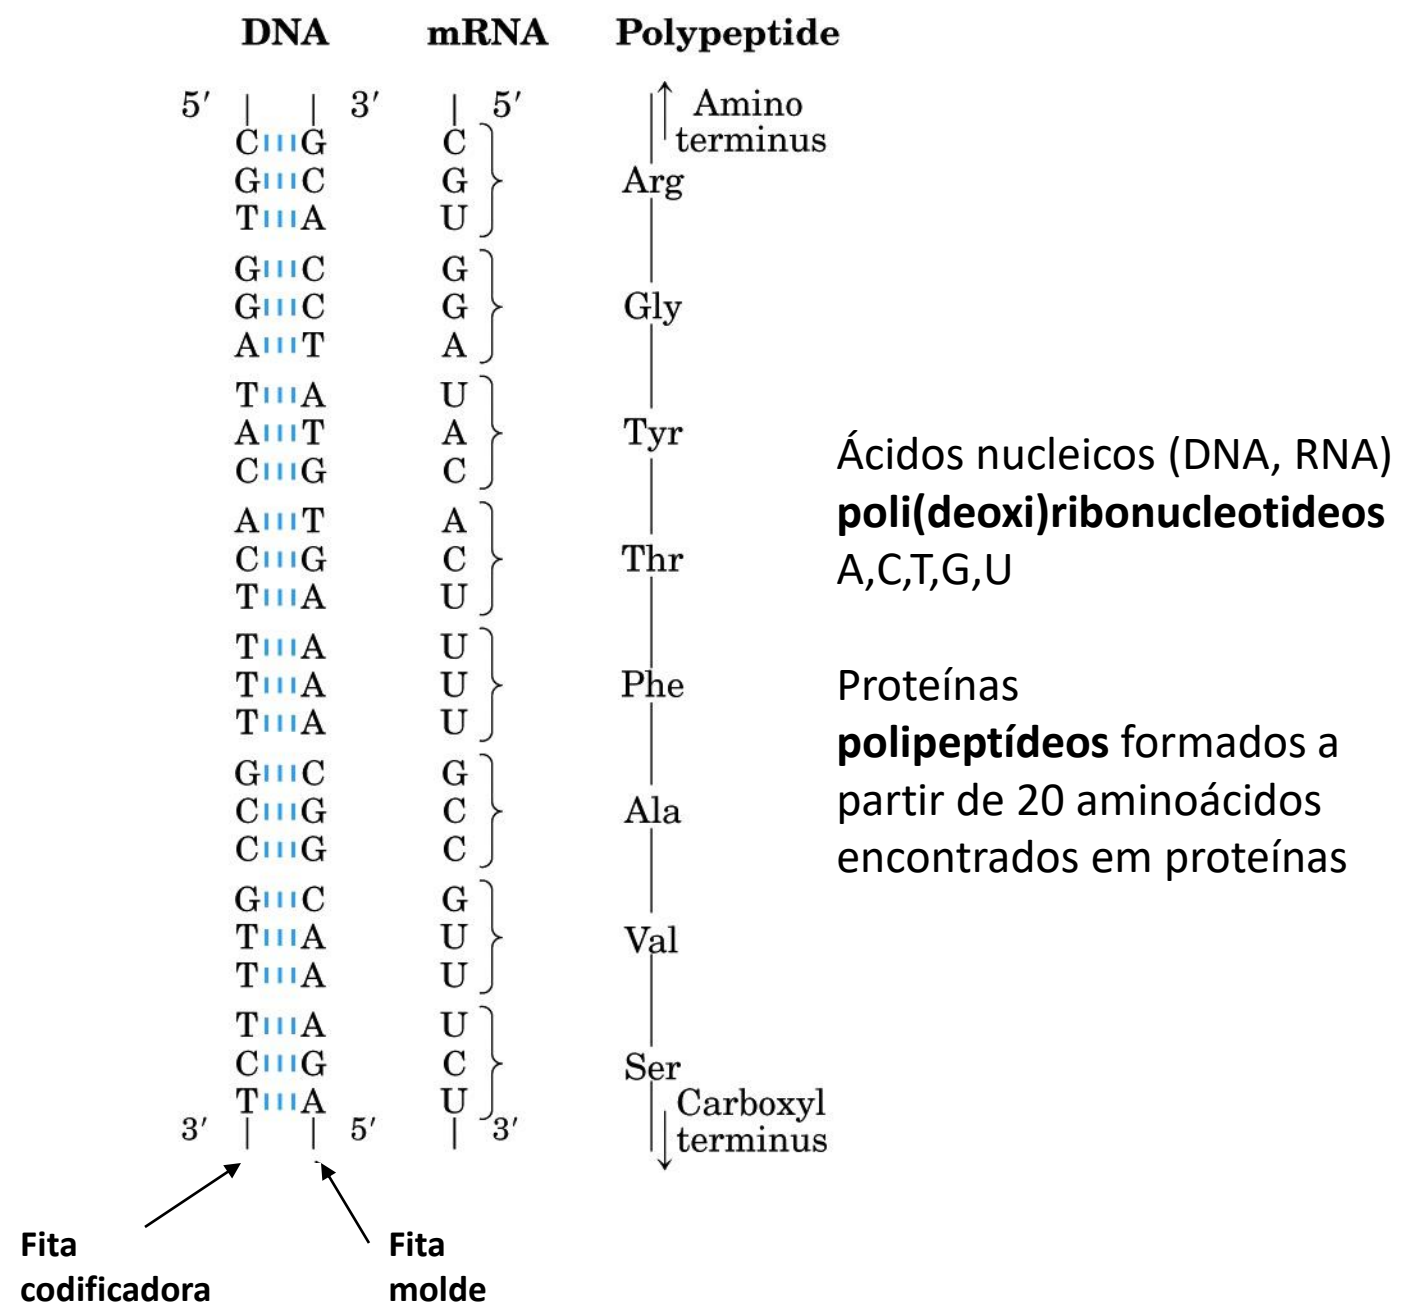 DNA mRNA Polypeptide
5′ 3′ 5′ Amino
terminus
C G C
G C G Arg
T A U
G C G
G C G Gly
A T A
T A U
A T A Tyr
C G C
A T A
C G C Thr
T A U
T A U
T A U Phe
T A U
G C G
C G C Ala
C G C
G C G
T A U Val
T A U
T A U
C G C Ser
T A U
3′ 5′ 3′ Carboxyl
terminus
Fita
codificadora
Fita
molde
Ácidos nucleicos (DNA, RNA)
poli(deoxi)ribonucleotideos
A,C,T,G,U
Proteínas
polipeptídeos formados a
partir de 20 aminoácidos
encontrados em proteínas